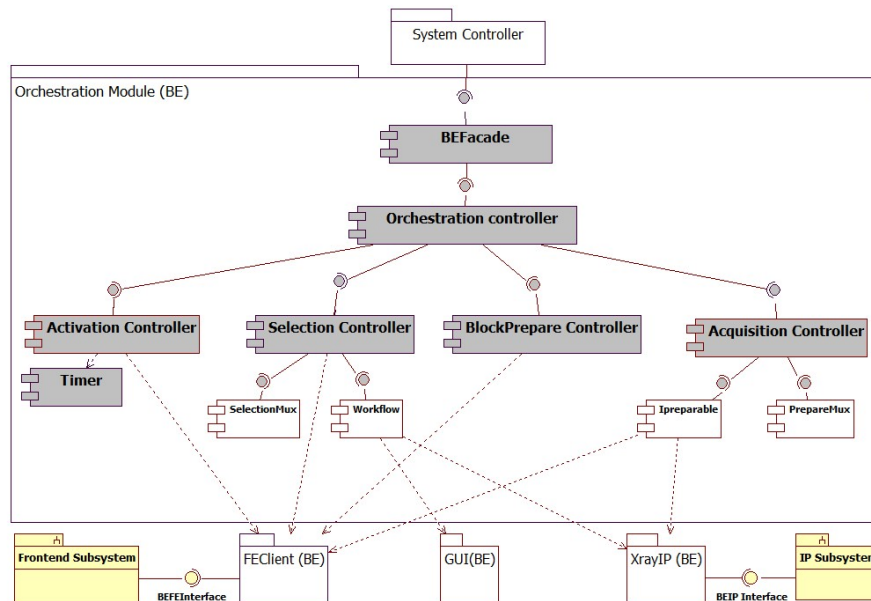 System Controller
Orchestration Module (BE)
BEFacade
Orchestration controller
Activation Controller
Selection Controller
BlockPrepare Controller
Acquisition Controller
Timer
SelectionMux
Workflow
Ipreparable
PrepareMux
Frontend Subsystem
FEClient (BE)
GUI(BE)
XrayIP (BE)
IP Subsystem
BEFEInterface
BEIP Interface